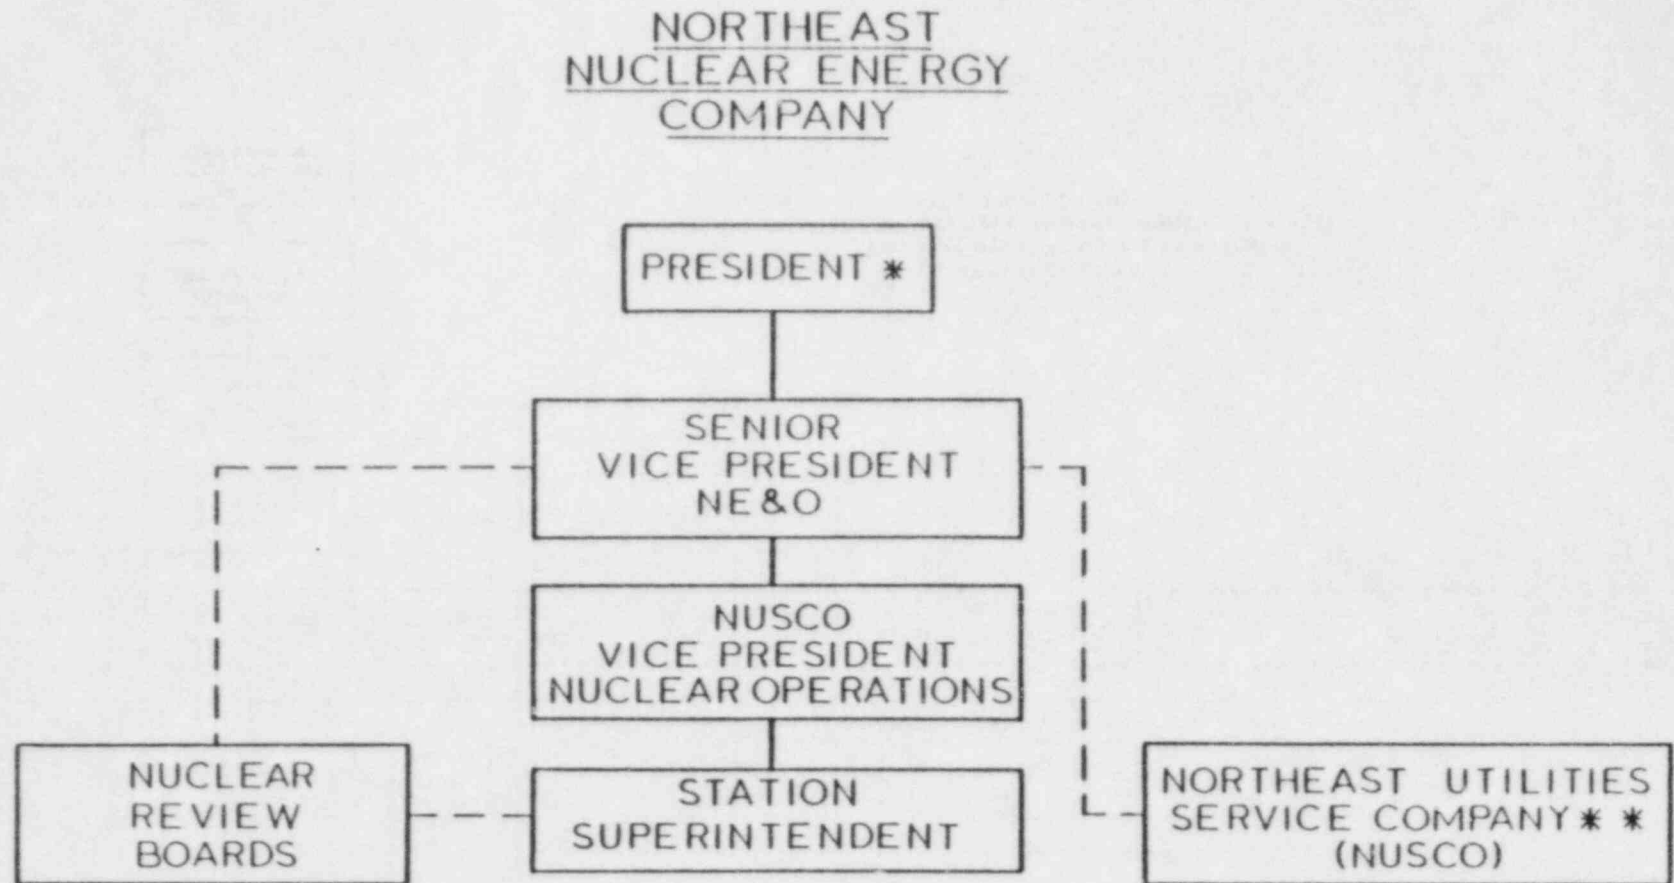 NORTHEAST
NUCLEAR ENERGY
COMPANY
PRESIDENT *
SENIOR
VICE PRESIDENT
NE&O
NUSCO
VICE PRESIDENT
NUCLEAR OPERATIONS
NUCLEAR
REVIEW
BOARDS
STATION
SUPERINTENDENT
NORTHEAST UTILITIES
SERVICE COMPANY * *
(NUSCO)